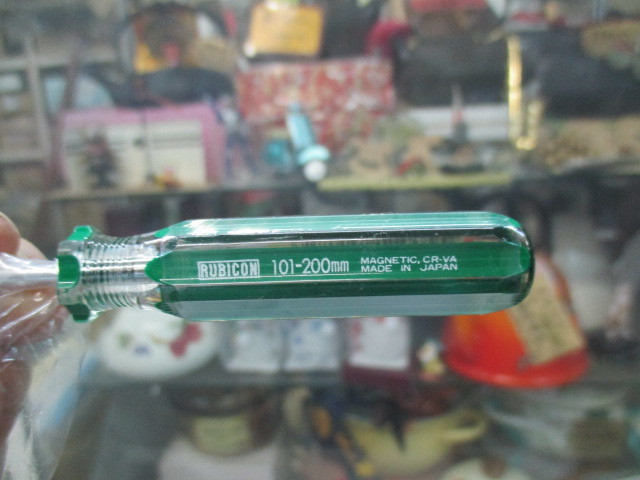 RUBICON 101-200mm MAGNETIC, CR-VA
MADE IN JAPAN